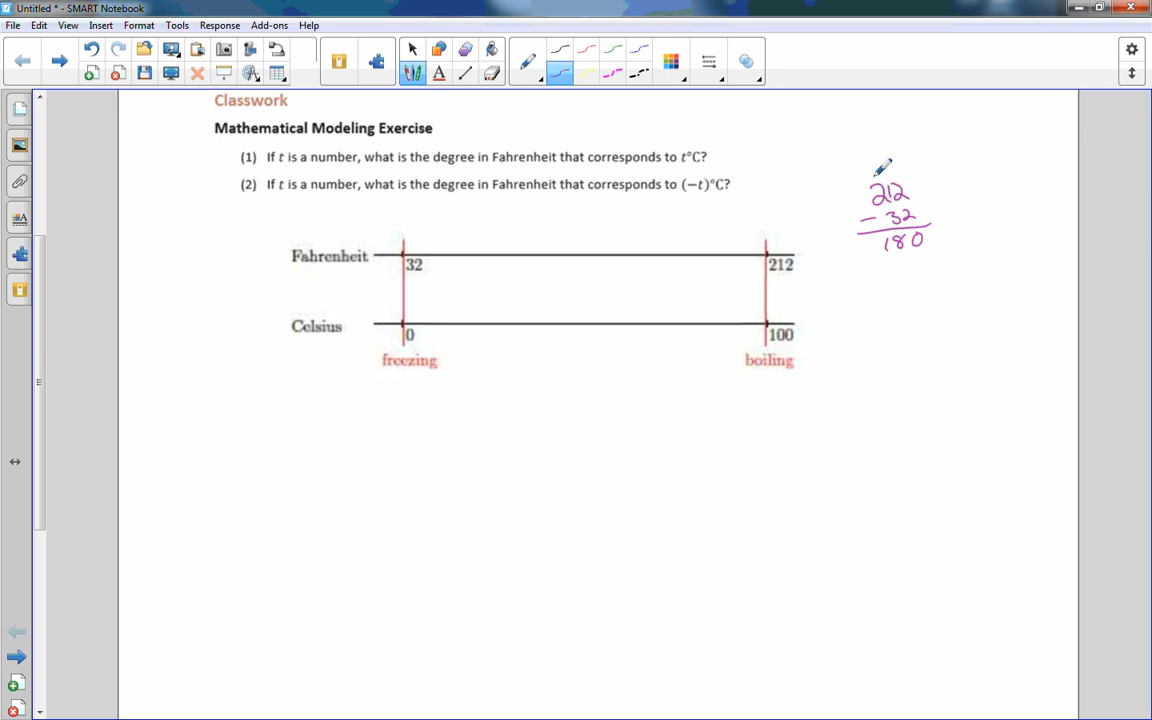 Untitled * - SMART Notebook
File Edit View Insert Format Tools Response Add-ons Help
Classwork
Mathematical Modeling Exercise
(1) If t is a number, what is the degree in Fahrenheit that corresponds to t°C?
(2) If t is a number, what is the degree in Fahrenheit that corresponds to (−t)°C?
212
− 32
180
Fahrenheit
32 212
Celsius
0 100
freezing boiling